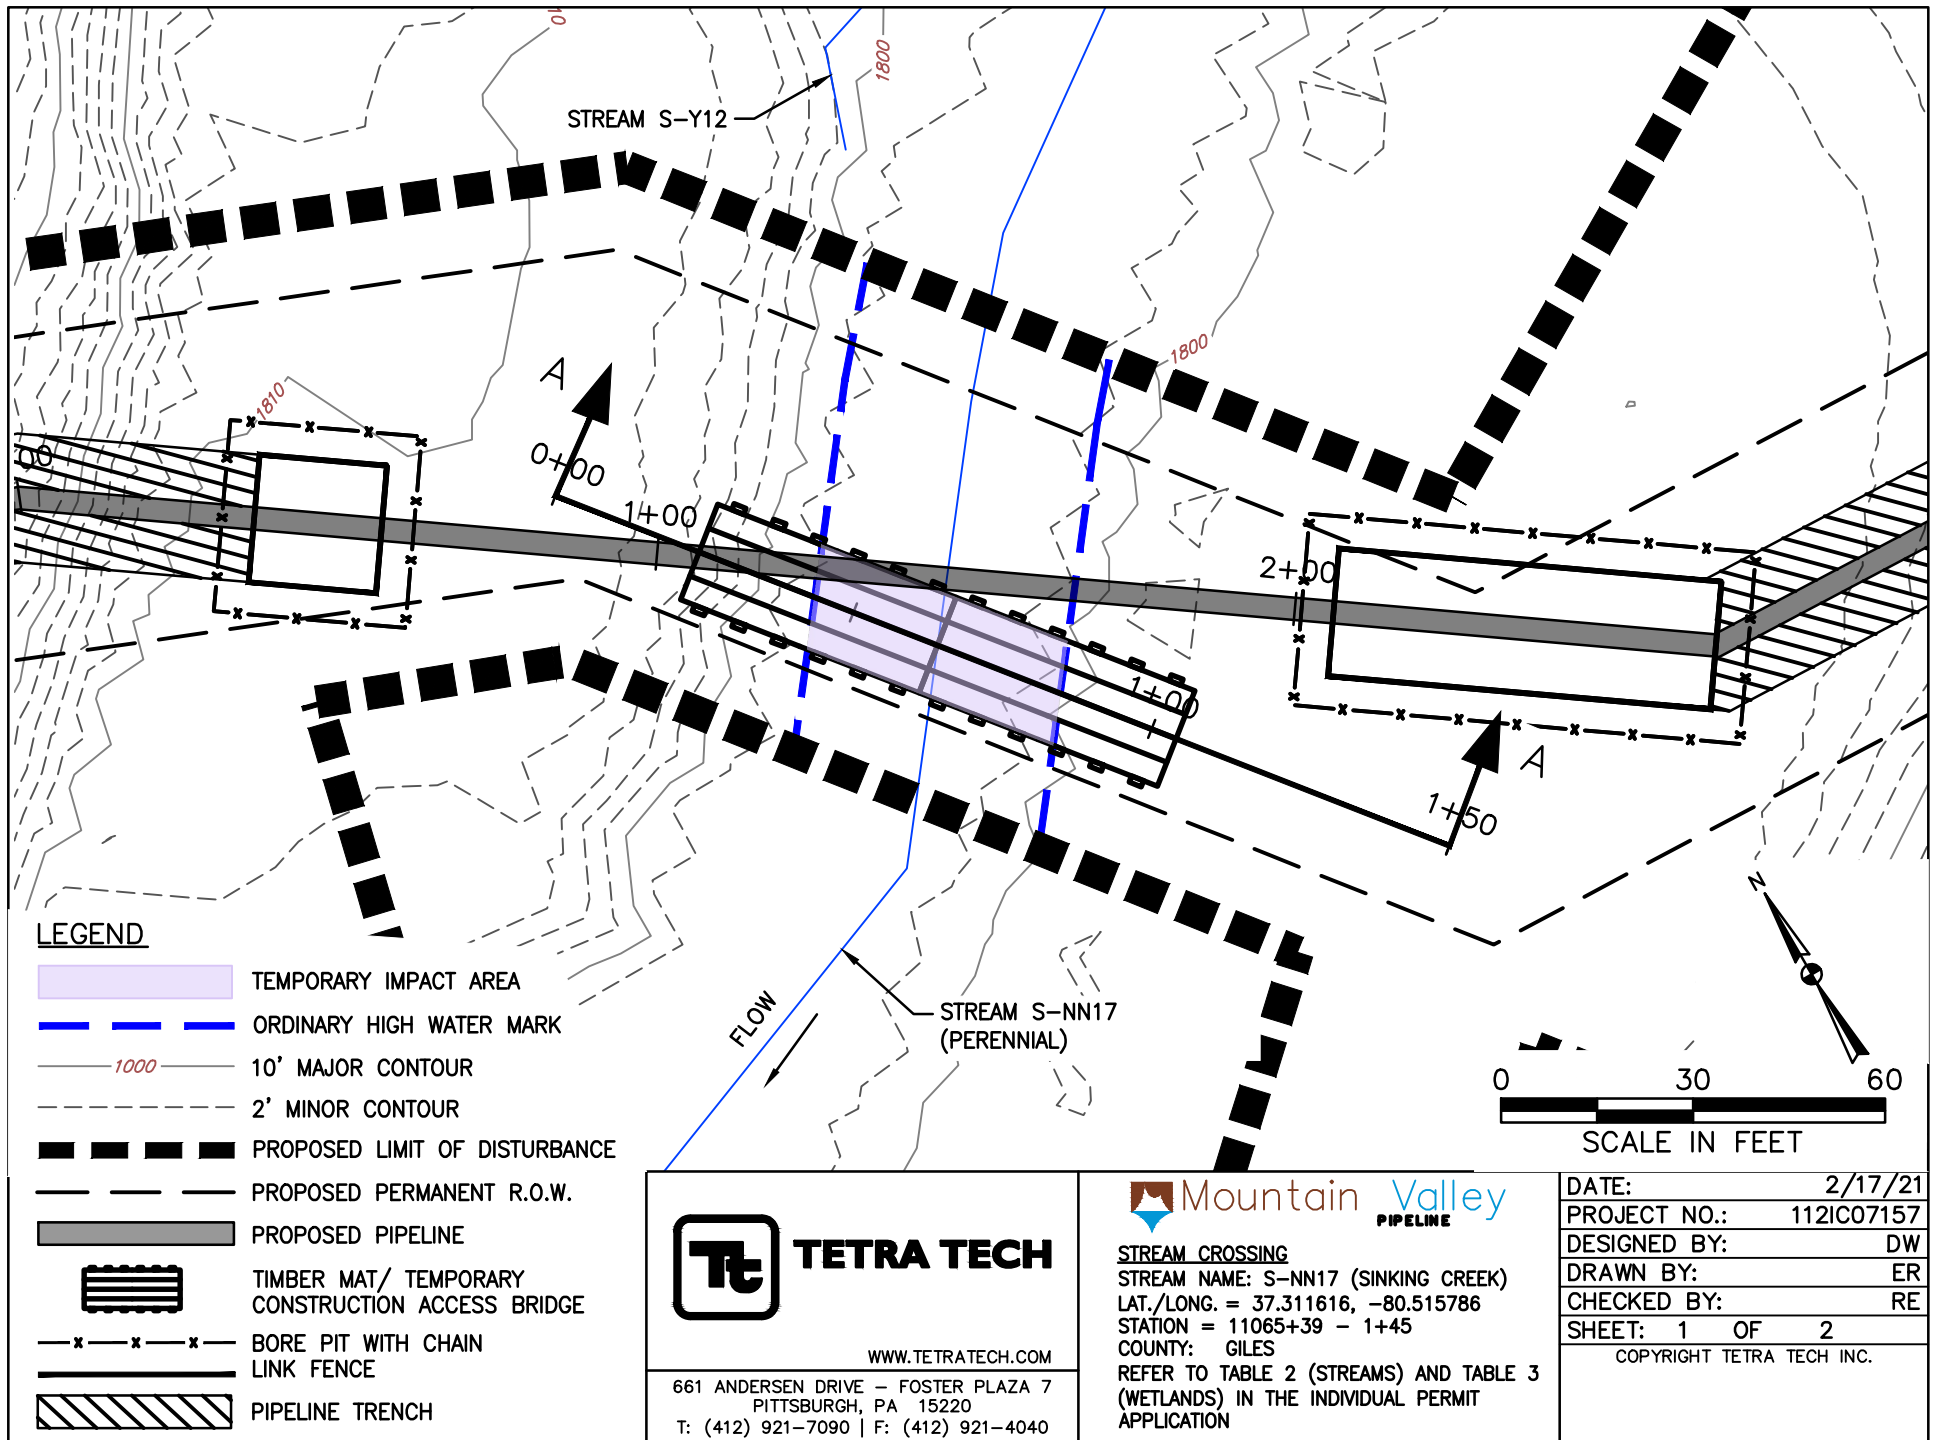 10
1800
STREAM S-Y12
1800
1810
A
00
0+00
1+00
2+00
1+00
A
1+50
N
LEGEND
TEMPORARY IMPACT AREA
ORDINARY HIGH WATER MARK
1000
10' MAJOR CONTOUR
2' MINOR CONTOUR
PROPOSED LIMIT OF DISTURBANCE
PROPOSED PERMANENT R.O.W.
PROPOSED PIPELINE
TIMBER MAT/ TEMPORARY
CONSTRUCTION ACCESS BRIDGE
BORE PIT WITH CHAIN
LINK FENCE
PIPELINE TRENCH
FLOW
STREAM S-NN17
(PERENNIAL)
0 30 60
SCALE IN FEET
Tt
TETRA TECH
WWW.TETRATECH.COM
661 ANDERSEN DRIVE – FOSTER PLAZA 7
PITTSBURGH, PA 15220
T: (412) 921-7090 | F: (412) 921-4040
Mountain Valley
PIPELINE
STREAM CROSSING
STREAM NAME: S-NN17 (SINKING CREEK)
LAT./LONG. = 37.311616, -80.515786
STATION = 11065+39 - 1+45
COUNTY: GILES
REFER TO TABLE 2 (STREAMS) AND TABLE 3
(WETLANDS) IN THE INDIVIDUAL PERMIT
APPLICATION
DATE: 2/17/21
PROJECT NO.: 112IC07157
DESIGNED BY: DW
DRAWN BY: ER
CHECKED BY: RE
SHEET: 1 OF 2
COPYRIGHT TETRA TECH INC.